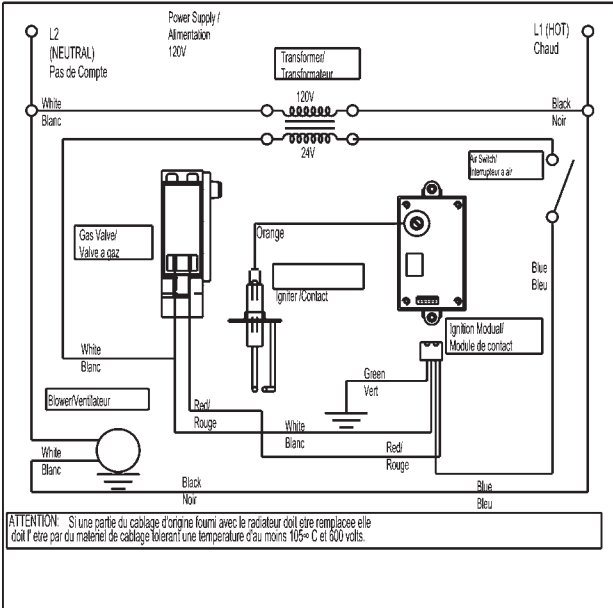 L2
(NEUTRAL)
Pas de Compte
Power Supply /
Alimentation
120V
L1 (HOT)
Chaud
Transformer/
Transformateur
White
Blanc
120V
24V
Black
Noir
Air Switch/
Interrupteur a air
Gas Valve/
Valve a gaz
Orange
Igniter /Contact
Blue
Bleu
Ignition Modual/
Module de contact
White
Blanc
Green
Vert
Blower/Ventilateur
Red/
Rouge
White
Blanc
Red/
Rouge
White
Blanc
Black
Noir
Blue
Bleu
ATTENTION: Si une partie du cablage d'origine fourni avec le radiateur doit etre remplacee elle
doit l' etre par du materiel de cablage tolerant une temperature d'au moins 105° C et 600 volts.